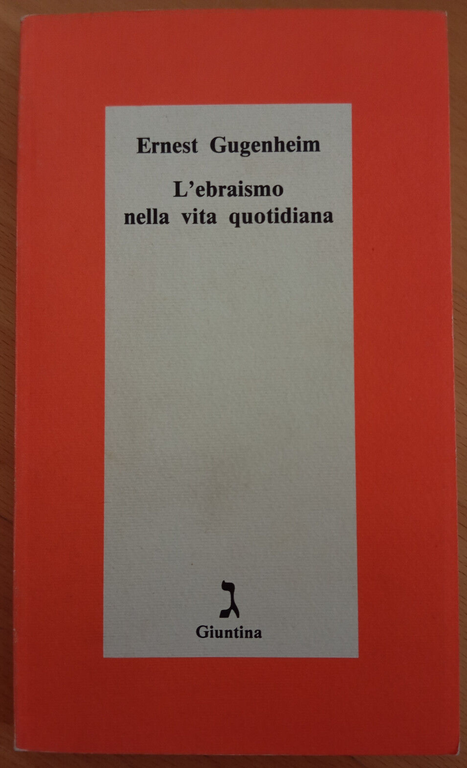 Ernest Gugenheim
L'ebraismo
nella vita quotidiana
ג
Giuntina